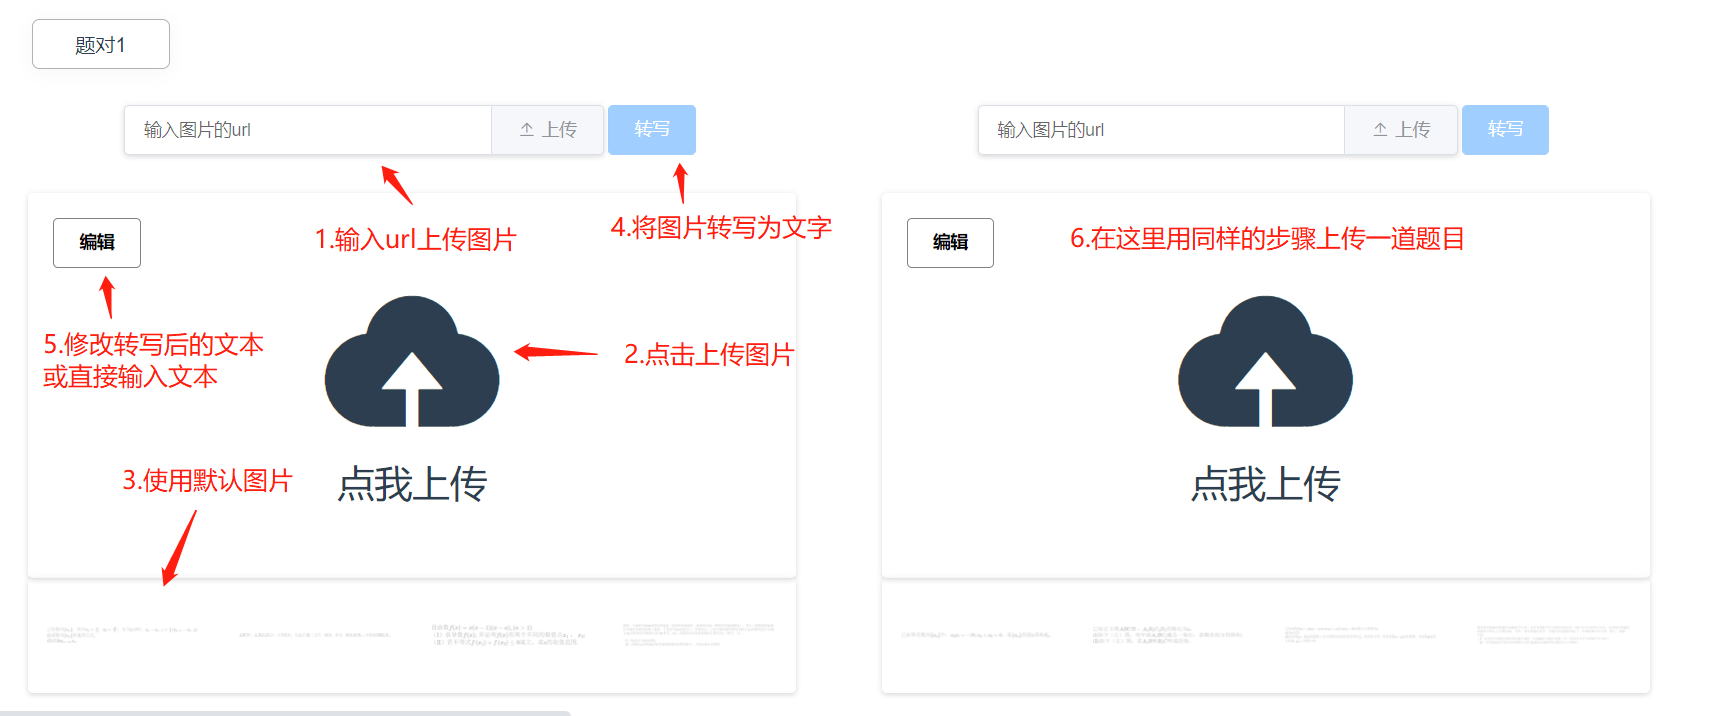 题对1
输入图片的url
上传
转写
输入图片的url
上传
转写
编辑
1.输入url上传图片
4.将图片转写为文字
5.修改转写后的文本
或直接输入文本
2.点击上传图片
点我上传
3.使用默认图片
编辑
6.在这里用同样的步骤上传一道题目
点我上传